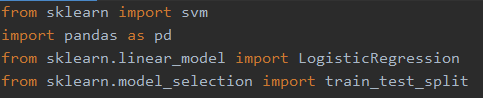 from sklearn import svm
import pandas as pd
from sklearn.linear_model import LogisticRegression
from sklearn.model_selection import train_test_split